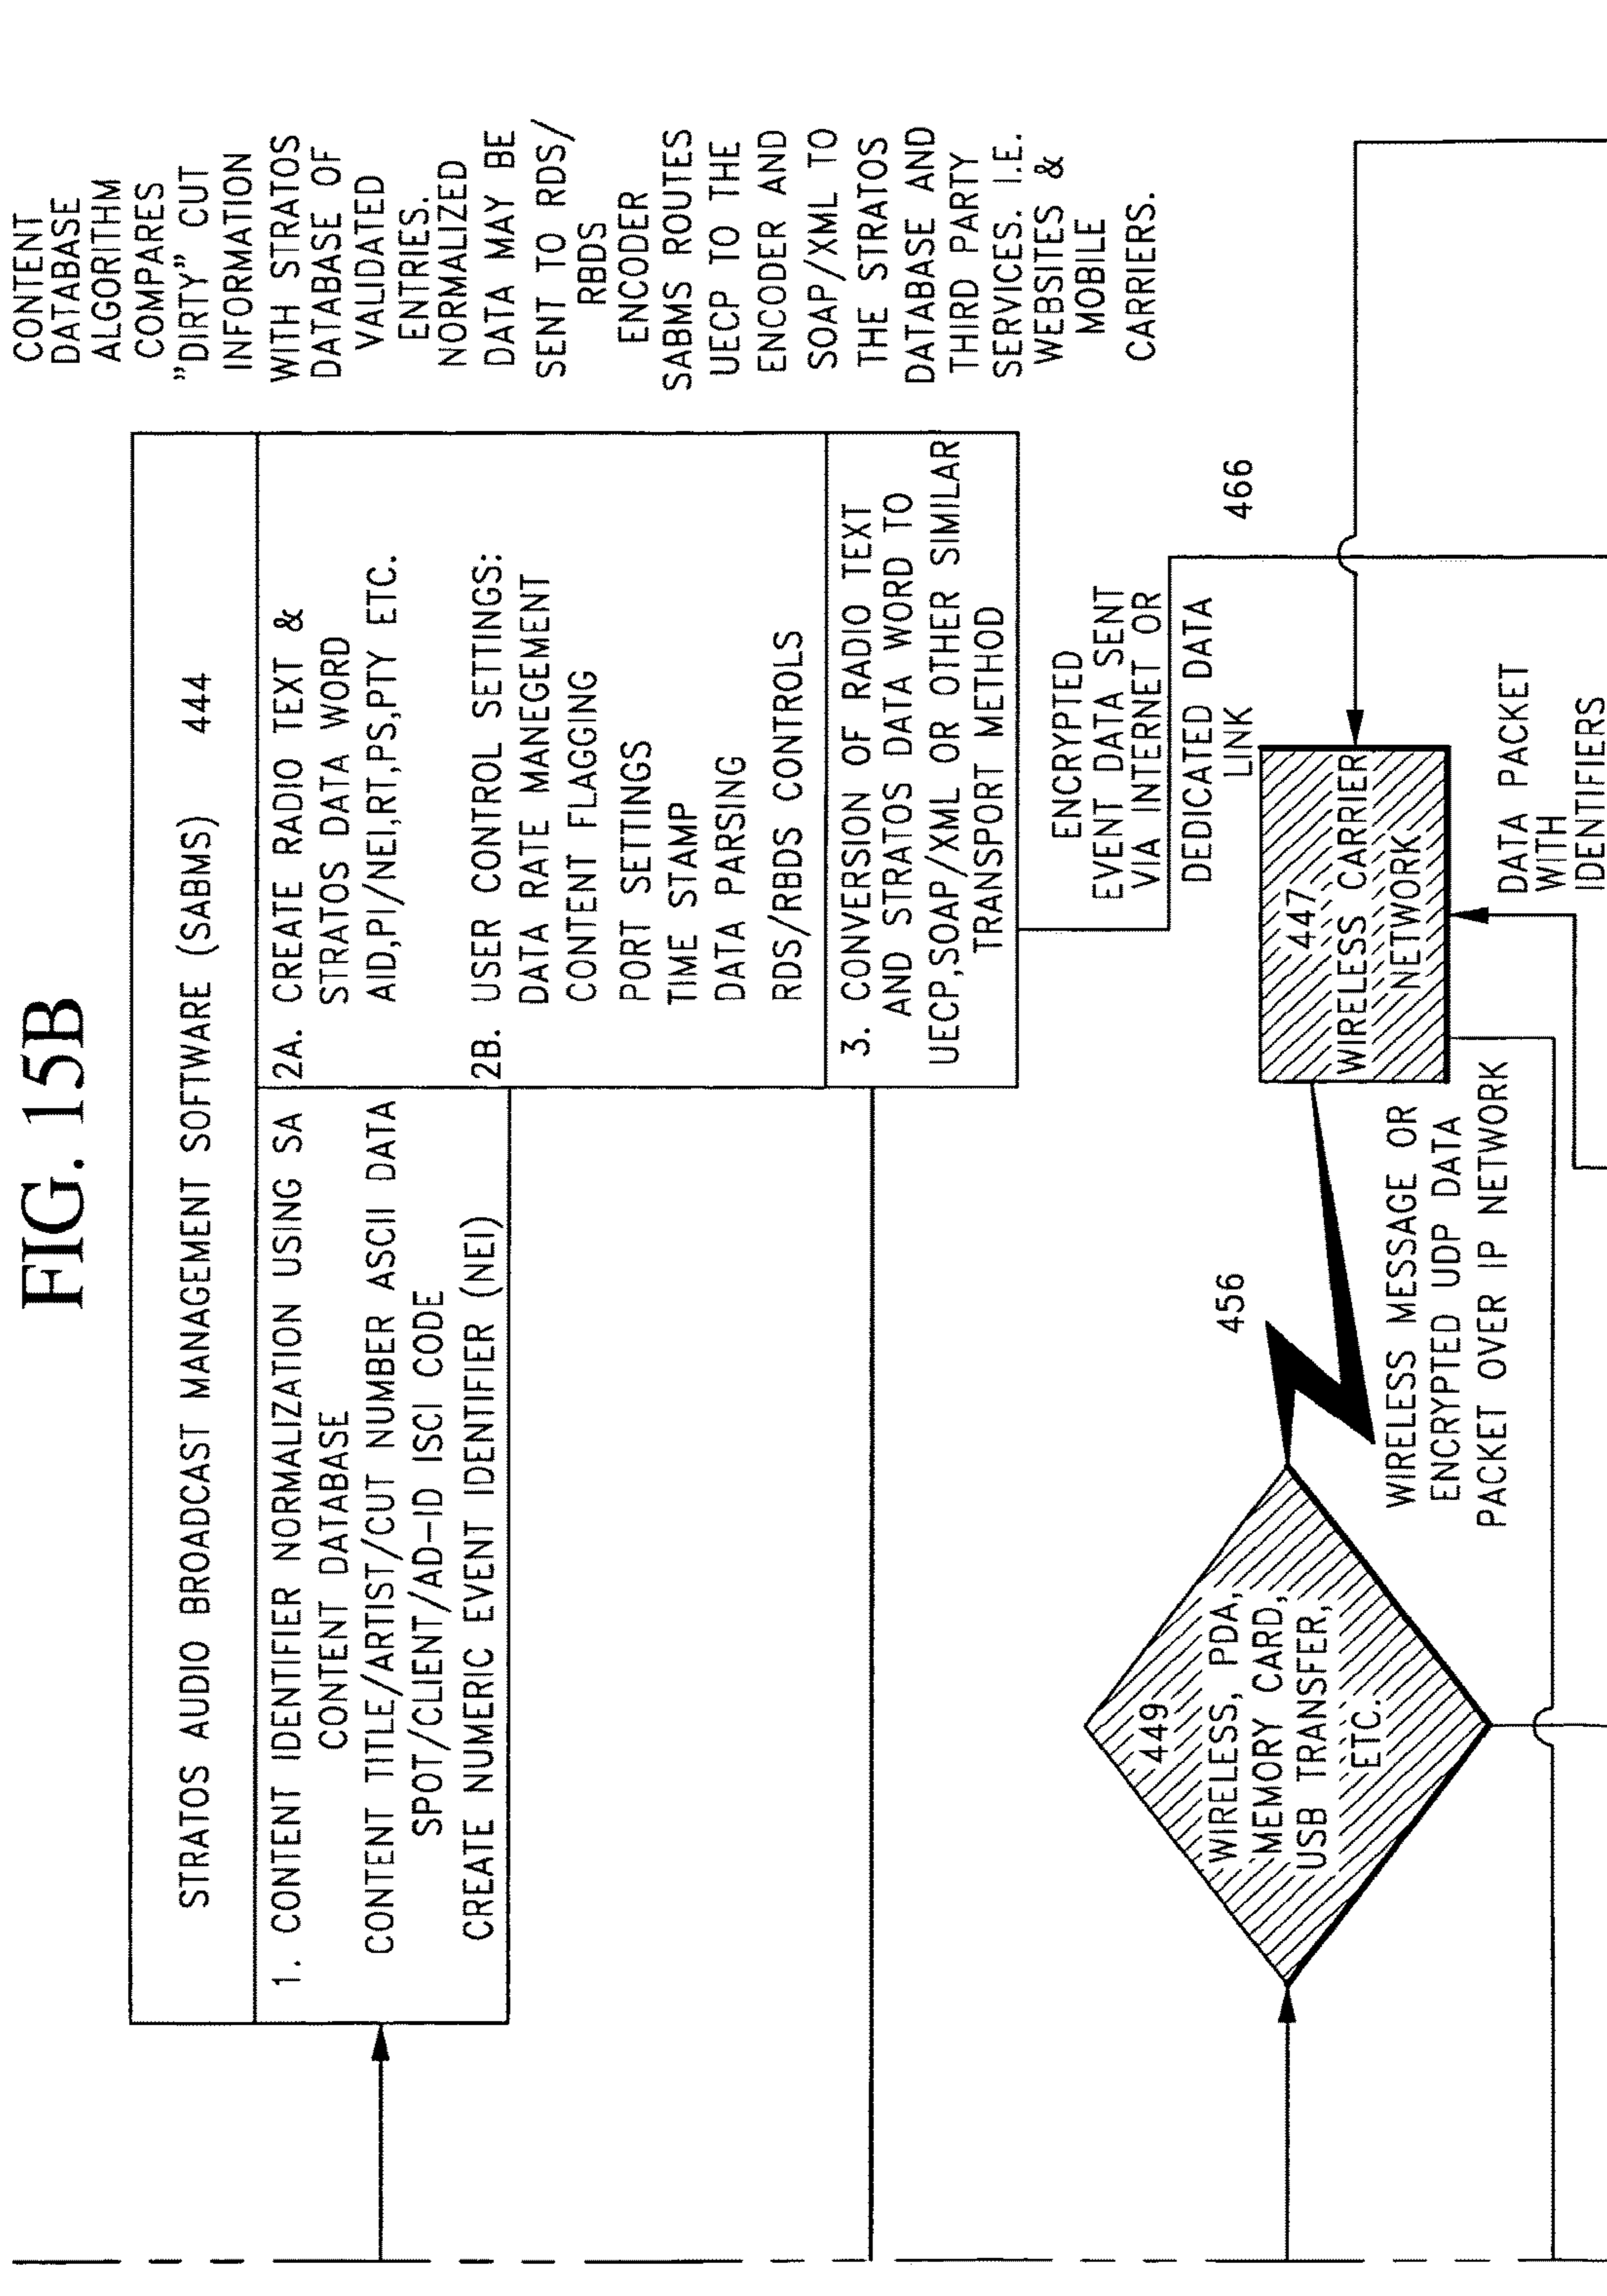 FIG. 15B
STRATOS AUDIO BROADCAST MANAGEMENT SOFTWARE (SABMS) 444
1. CONTENT IDENTIFIER NORMALIZATION USING SA
CONTENT DATABASE
CONTENT TITLE/ARTIST/CUT NUMBER ASCII DATA
SPOT/CLIENT/AD-ID ISCI CODE
CREATE NUMERIC EVENT IDENTIFIER (NEI)
2A. CREATE RADIO TEXT &
STRATOS DATA WORD
AID,PI/NEI,RT,PS,PTY ETC.
2B. USER CONTROL SETTINGS:
DATA RATE MANEGEMENT
CONTENT FLAGGING
PORT SETTINGS
TIME STAMP
DATA PARSING
RDS/RBDS CONTROLS
3. CONVERSION OF RADIO TEXT
AND STRATOS DATA WORD TO
UECP,SOAP/XML OR OTHER SIMILAR
TRANSPORT METHOD
CONTENT
DATABASE
ALGORITHM
COMPARES
"DIRTY" CUT
INFORMATION
WITH STRATOS
DATABASE OF
VALIDATED
ENTRIES.
NORMALIZED
DATA MAY BE
SENT TO RDS/
RBDS
ENCODER
SABMS ROUTES
UECP TO THE
ENCODER AND
SOAP/XML TO
THE STRATOS
DATABASE AND
THIRD PARTY
SERVICES. I.E.
WEBSITES &
MOBILE
CARRIERS.
ENCRYPTED
EVENT DATA SENT
VIA INTERNET OR
DEDICATED DATA
LINK
466
449
WIRELESS, PDA,
MEMORY CARD,
USB TRANSFER,
ETC.
456
WIRELESS MESSAGE OR
ENCRYPTED UDP DATA
PACKET OVER IP NETWORK
447
WIRELESS CARRIER
NETWORK
DATA PACKET
WITH
IDENTIFIERS